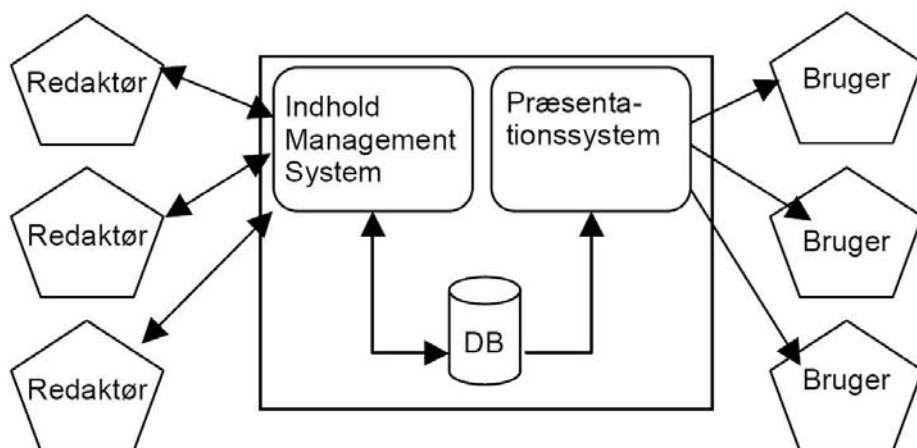 Redaktør
Redaktør
Redaktør
Indhold
Management
System
Præsenta-
tionssystem
DB
Bruger
Bruger
Bruger